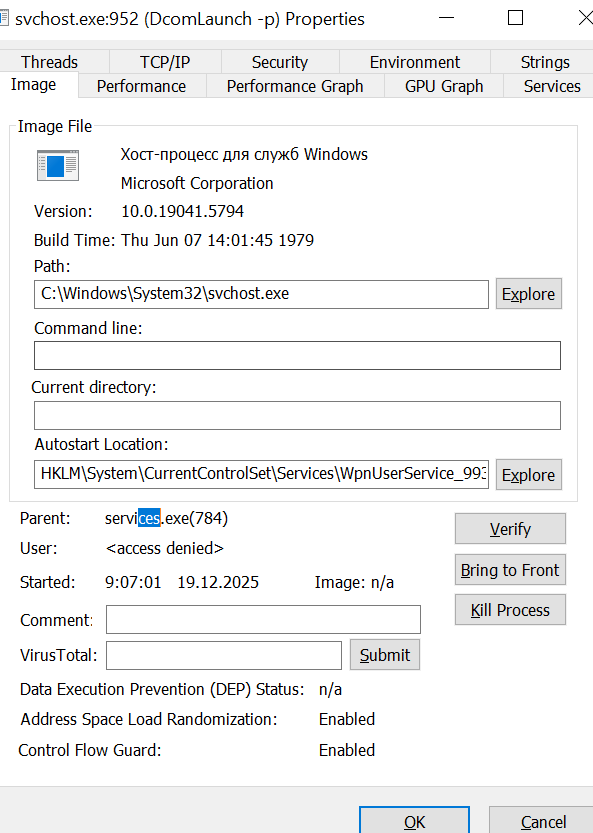 svchost.exe:952 (DcomLaunch -p) Properties
Threads TCP/IP Security Environment Strings
Image Performance Performance Graph GPU Graph Services
Image File
Хост-процесс для служб Windows
Microsoft Corporation
Version: 10.0.19041.5794
Build Time: Thu Jun 07 14:01:45 1979
Path:
C:\Windows\System32\svchost.exe Explore
Command line:
Current directory:
Autostart Location:
HKLM\System\CurrentControlSet\Services\WpnUserService_993 Explore
Parent: services.exe(784)
Verify
User: <access denied>
Bring to Front
Started: 9:07:01 19.12.2025 Image: n/a
Kill Process
Comment:
VirusTotal: Submit
Data Execution Prevention (DEP) Status: n/a
Address Space Load Randomization: Enabled
Control Flow Guard: Enabled
OK Cancel